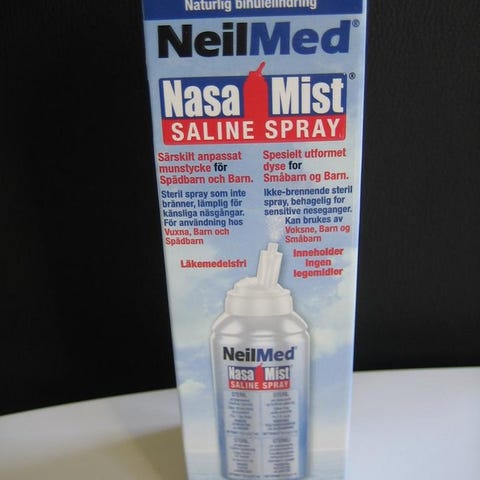 Naturlig bihulelindring
NeilMed®
Nasa Mist®
SALINE SPRAY
Särskilt anpassat
munstycke för
Spädbarn och Barn.
Steril spray som inte
bränner, lämplig för
känsliga näsgångar.
För användning hos
Vuxna, Barn och
Spädbarn
Läkemedelsfri
Spesielt utformet
dyse for
Småbarn og Barn.
Ikke-brennende steril
spray, behagelig for
sensitive neseganger.
Kan brukes av
Voksne, Barn og
Småbarn
Inneholder
ingen
legemidler
NeilMed®
Nasa Mist
SALINE SPRAY